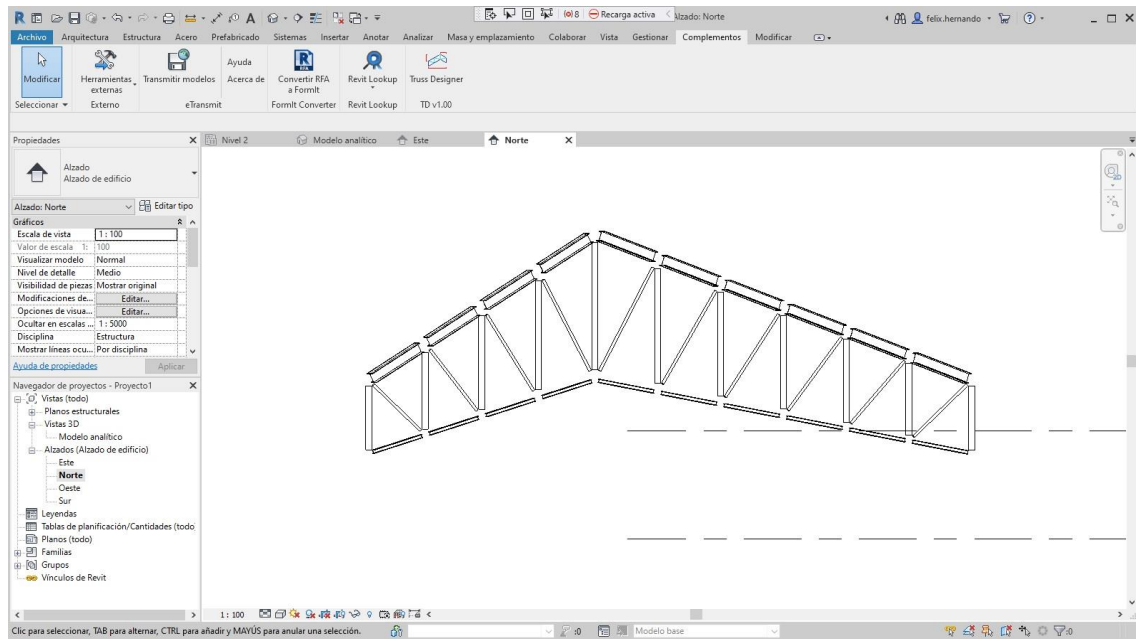 8 Recarga activa Alzado: Norte felix.hernando
Archivo Arquitectura Estructura Acero Prefabricado Sistemas Insertar Anotar Analizar Masa y emplazamiento Colaborar Vista Gestionar Complementos Modificar
Modificar Herramientas externas Transmitir modelos Ayuda Acerca de Convertir RFA a FormIt Revit Lookup Truss Designer
Seleccionar Externo eTransmit FormIt Converter Revit Lookup TD v1.00
Propiedades
Nivel 2 Modelo analítico Este Norte
Alzado
Alzado de edificio
Alzado: Norte Editar tipo
Gráficos
Escala de vista 1 : 100
Valor de escala 1: 100
Visualizar modelo Normal
Nivel de detalle Medio
Visibilidad de piezas Mostrar original
Modificaciones de... Editar...
Opciones de visua... Editar...
Ocultar en escalas ... 1 : 5000
Disciplina Estructura
Mostrar líneas ocu... Por disciplina
Ayuda de propiedades Aplicar
Navegador de proyectos - Proyecto1
Vistas (todo)
Planos estructurales
Vistas 3D
Modelo analítico
Alzados (Alzado de edificio)
Este
Norte
Oeste
Sur
Leyendas
Tablas de planificación/Cantidades (todo
Planos (todo)
Familias
Grupos
Vínculos de Revit
1 : 100
Clic para seleccionar, TAB para alternar, CTRL para añadir y MAYÚS para anular una selección. :0 Modelo base :0